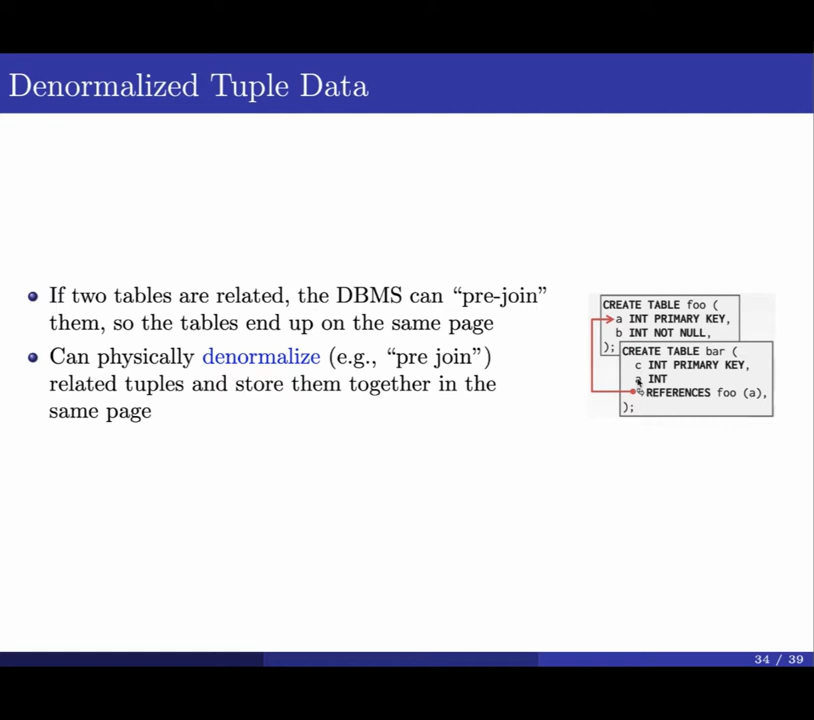 Denormalized Tuple Data
If two tables are related, the DBMS can “pre-join”
them, so the tables end up on the same page
Can physically denormalize (e.g., “pre join”)
related tuples and store them together in the
same page
CREATE TABLE foo (
a INT PRIMARY KEY,
b INT NOT NULL,
);
CREATE TABLE bar (
c INT PRIMARY KEY,
a INT
REFERENCES foo (a),
);
34 / 39